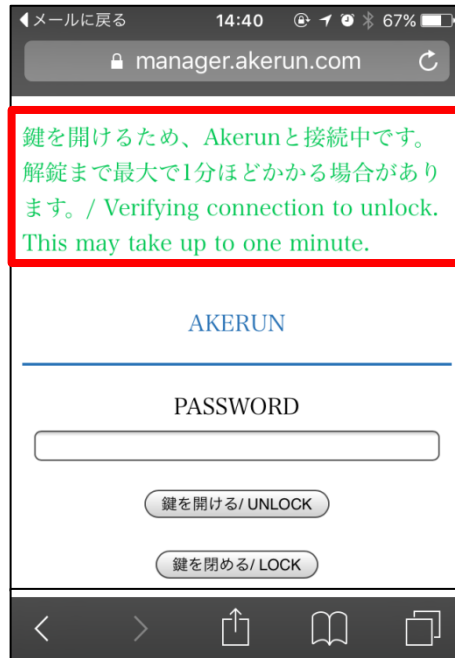 メールに戻る 14:40 67%
manager.akerun.com
鍵を開けるため、Akerunと接続中です。
解錠まで最大で1分ほどかかる場合があり
ます。/ Verifying connection to unlock.
This may take up to one minute.
AKERUN
PASSWORD
鍵を開ける/ UNLOCK
鍵を閉める/ LOCK